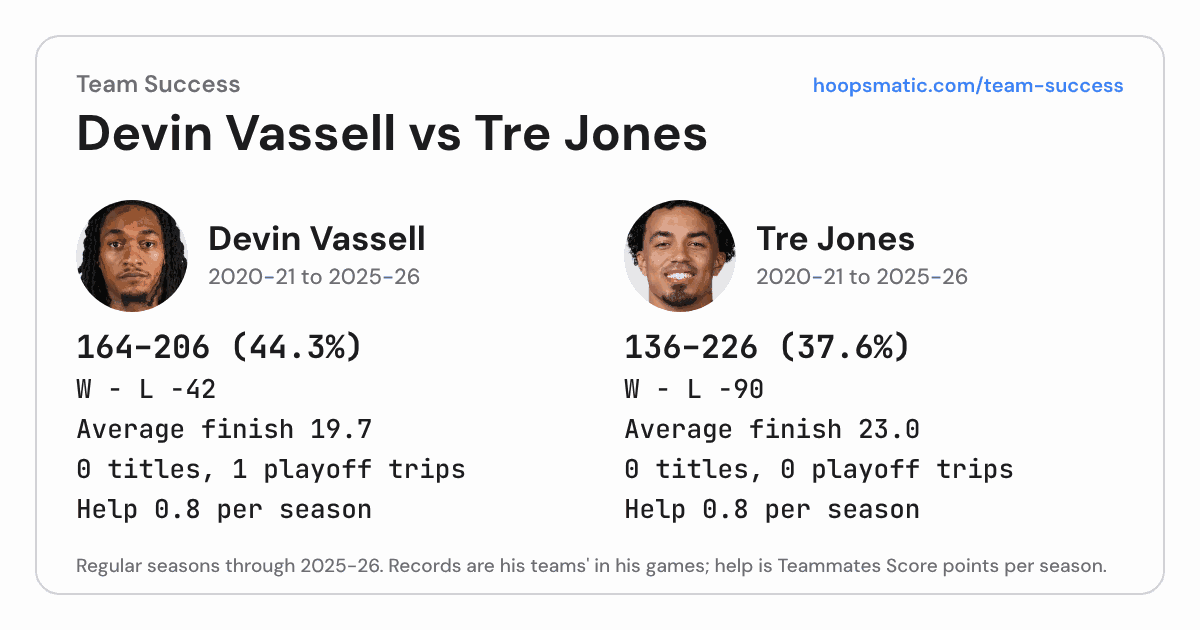 Team Success
hoopsmatic.com/team-success
Devin Vassell vs Tre Jones
Devin Vassell
2020-21 to 2025-26
164-206 (44.3%)
W - L -42
Average finish 19.7
0 titles, 1 playoff trips
Help 0.8 per season
Tre Jones
2020-21 to 2025-26
136-226 (37.6%)
W - L -90
Average finish 23.0
0 titles, 0 playoff trips
Help 0.8 per season
Regular seasons through 2025-26. Records are his teams' in his games; help is Teammates Score points per season.